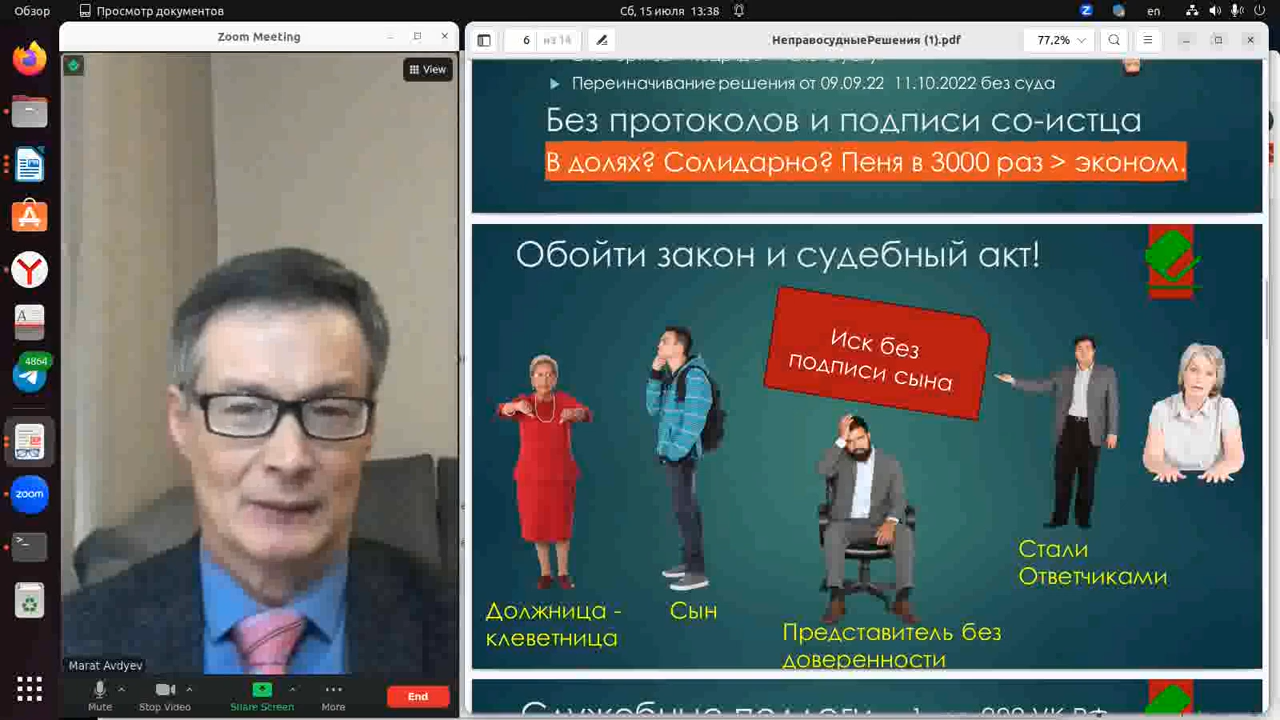 Обзор
Просмотр документов
Сб, 15 июля 13:38
en
Zoom Meeting
View
4864
zoom
Marat Avdyev
Mute
Stop Video
Share Screen
More
End
6 из 14
НеправосудныеРешения (1).pdf
77,2%
Переиначивание решения от 09.09.22 11.10.2022 без суда
Без протоколов и подписи со-истца
В долях? Солидарно? Пеня в 3000 раз > эконом.
Обойти закон и судебный акт!
Иск без
подписи сына
Стали
Ответчиками
Должница -
клеветница
Сын
Представитель без
доверенности